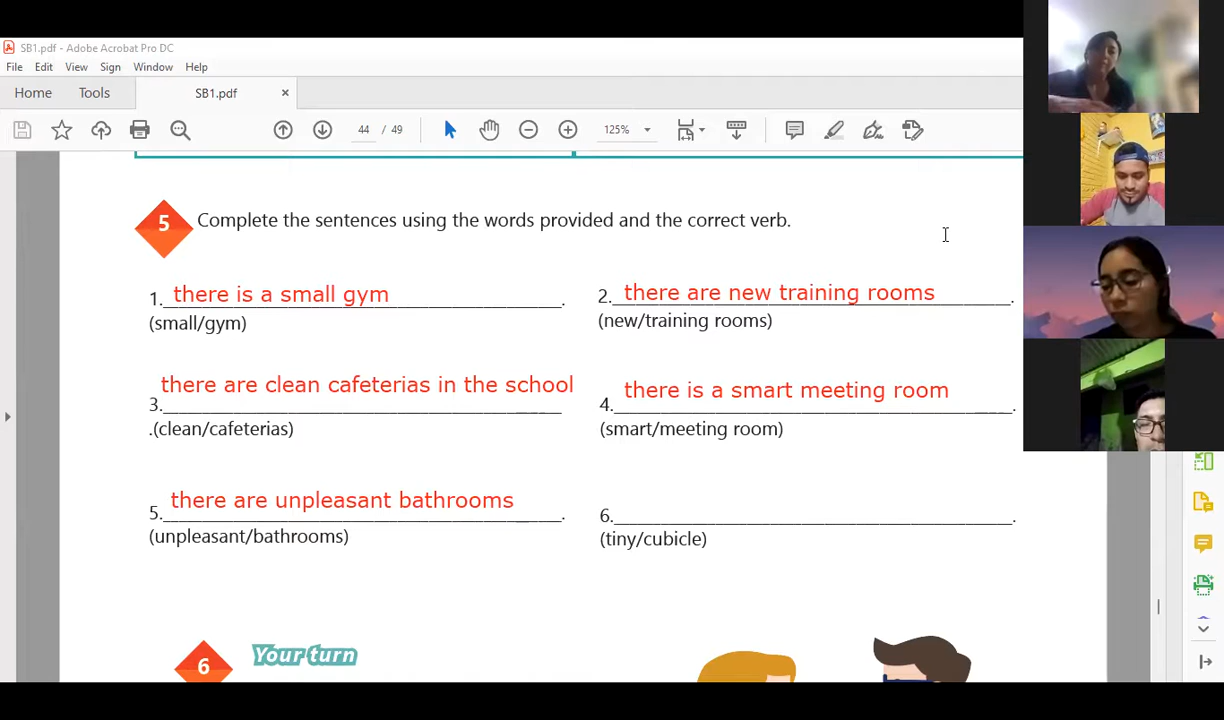 SB1.pdf - Adobe Acrobat Pro DC
File Edit View Sign Window Help
Home Tools SB1.pdf ×
44 / 49 125%
5 Complete the sentences using the words provided and the correct verb.
1. there is a small gym.
(small/gym)
2. there are new training rooms.
(new/training rooms)
there are clean cafeterias in the school
3.
.(clean/cafeterias)
4. there is a smart meeting room.
(smart/meeting room)
5. there are unpleasant bathrooms.
(unpleasant/bathrooms)
6. .
(tiny/cubicle)
6 Your turn